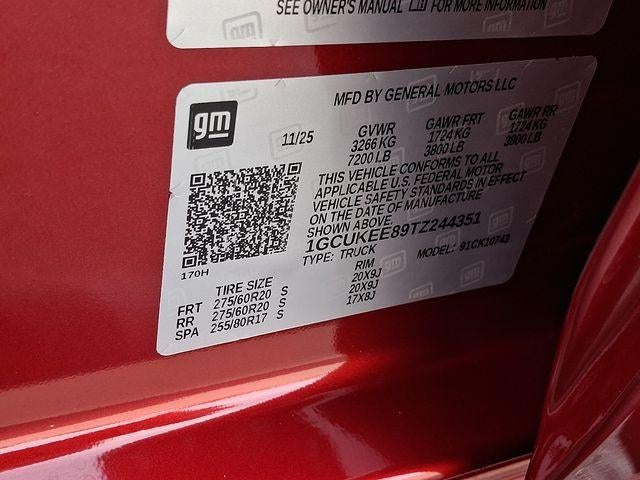 SEE OWNER'S MANUAL FOR MORE INFORMATION
gm
MFD BY GENERAL MOTORS LLC
11/25 GVWR GAWR FRT GAWR RR
3266 KG 1724 KG 1724 KG
7200 LB 3800 LB 3800 LB
THIS VEHICLE CONFORMS TO ALL
APPLICABLE U.S. FEDERAL MOTOR
VEHICLE SAFETY STANDARDS IN EFFECT
ON THE DATE OF MANUFACTURE
SHOWN ABOVE.
1GCUKEE89TZ244351
TYPE: TRUCK MODEL: 91CK10743
170H
TIRE SIZE RIM
FRT 275/60R20 S 20X9J
RR 275/60R20 S 20X9J
SPA 255/80R17 S 17X8J